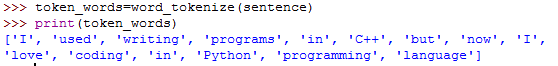 >>> token_words=word_tokenize(sentence)
>>> print(token_words)
['I', 'used', 'writing', 'programs', 'in', 'C++', 'but', 'now', 'I',
'love', 'coding', 'in', 'Python', 'programming', 'language']